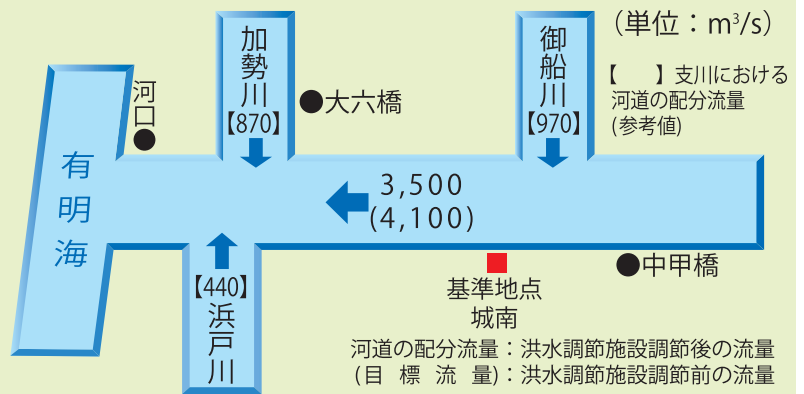 (単位：m³/s)
【　】支川における
河道の配分流量
(参考値)
加勢川
【870】
御船川
【970】
大六橋
河口
有明海
3,500
(4,100)
【440】
浜戸川
中甲橋
基準地点
城南
河道の配分流量：洪水調節施設調節後の流量
(目標流量)：洪水調節施設調節前の流量